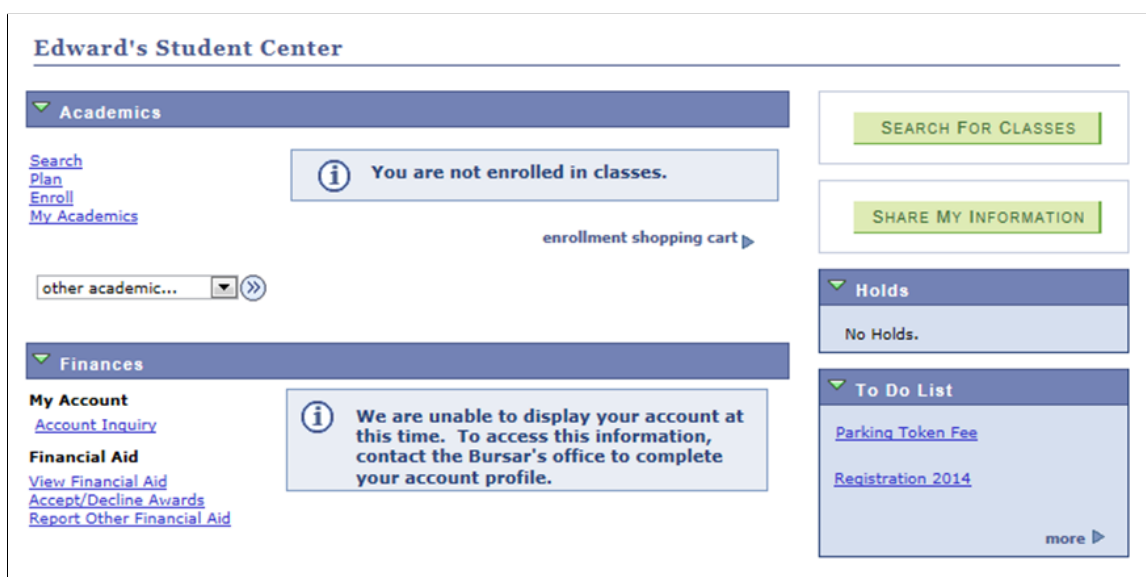 Edward's Student Center
Academics
Search
Plan
Enroll
My Academics
You are not enrolled in classes.
enrollment shopping cart
other academic...
Finances
My Account
Account Inquiry
Financial Aid
View Financial Aid
Accept/Decline Awards
Report Other Financial Aid
We are unable to display your account at
this time. To access this information,
contact the Bursar's office to complete
your account profile.
SEARCH FOR CLASSES
SHARE MY INFORMATION
Holds
No Holds.
To Do List
Parking Token Fee
Registration 2014
more